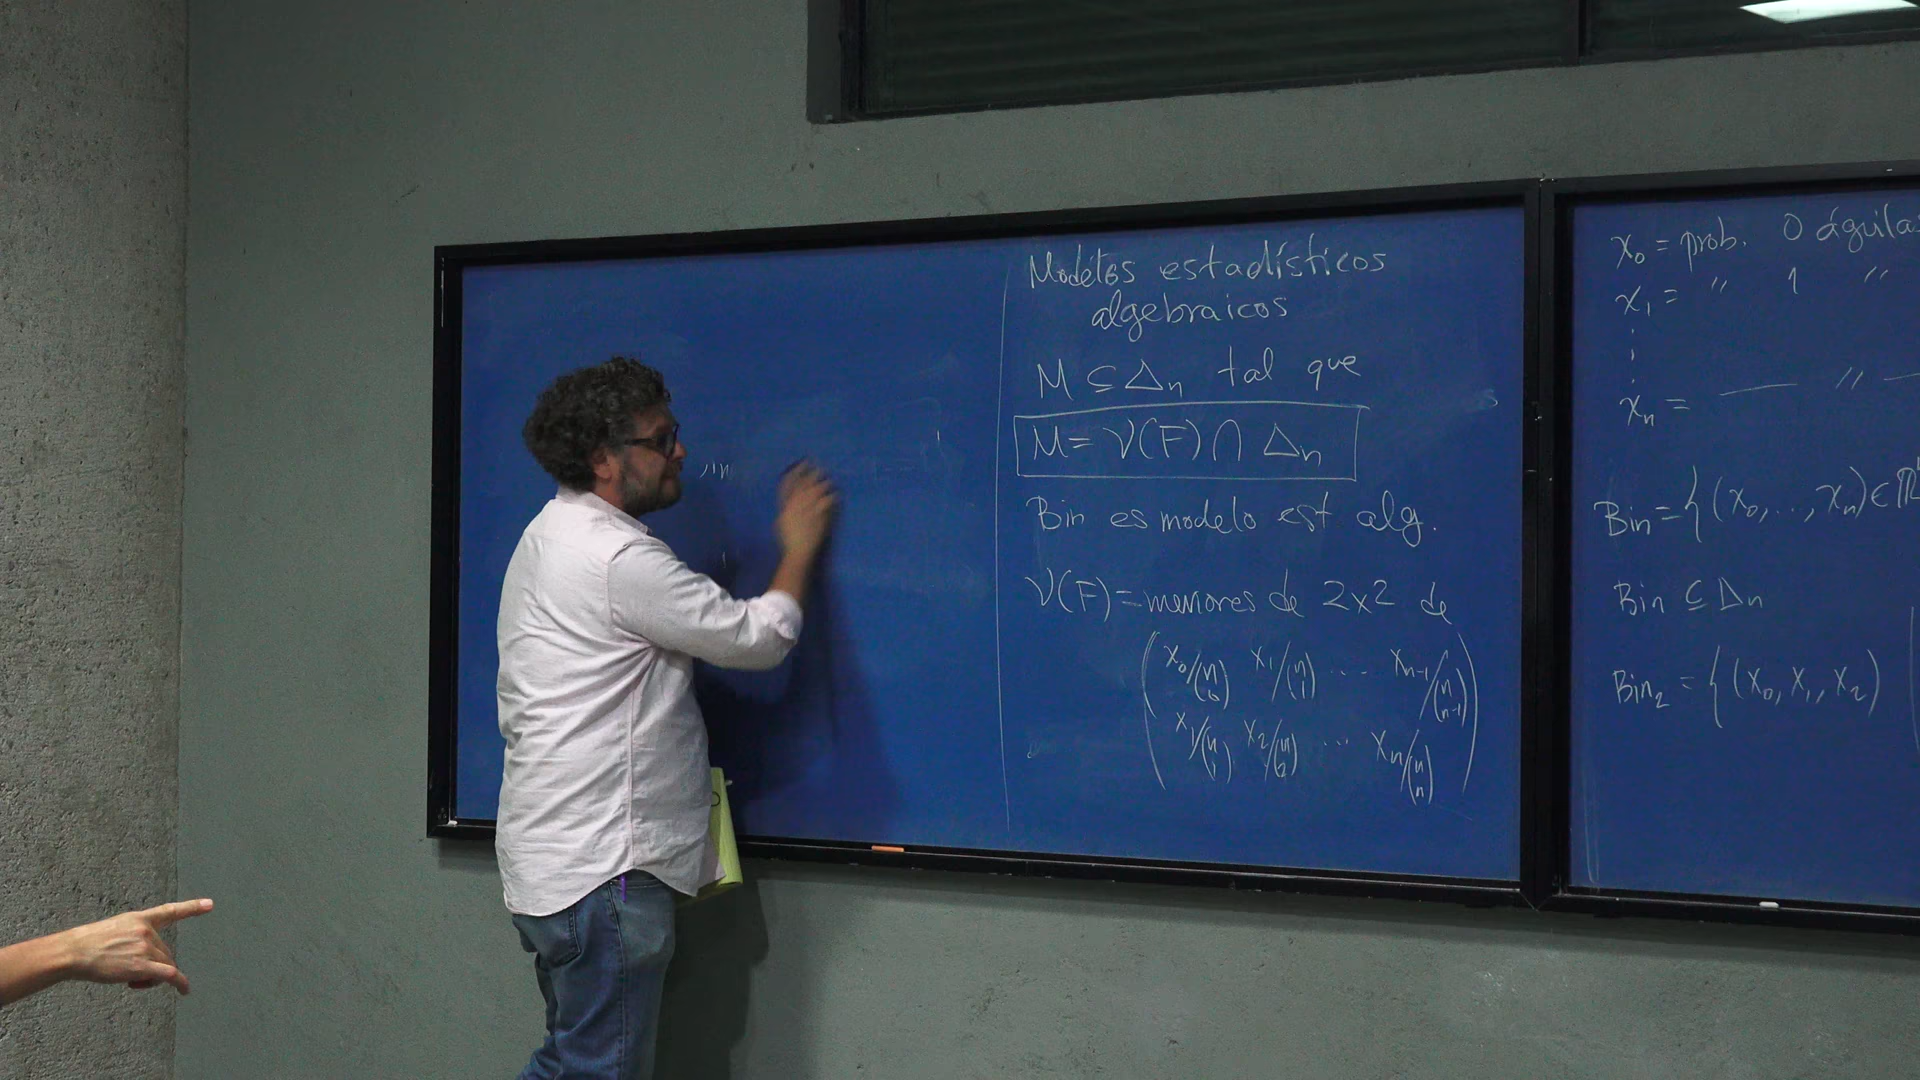 Modelos estadísticos
algebraicos
M ⊆ Δn tal que
M = V(F) ∩ Δn
Bin es modelo est. alg.
V(F) = menores de 2x2 de
x0/(n 0) x1/(n 1) ... xn-1/(n n-1)
x1/(n 1) x2/(n 2) ... xn/(n n)
x0 = prob. 0 águilas
x1 = " 1 "
⋮
xn = — " —
Bin = { (x0, ..., xn) ∈ ℝ
Bin ⊆ Δn
Bin2 = { (x0, x1, x2)